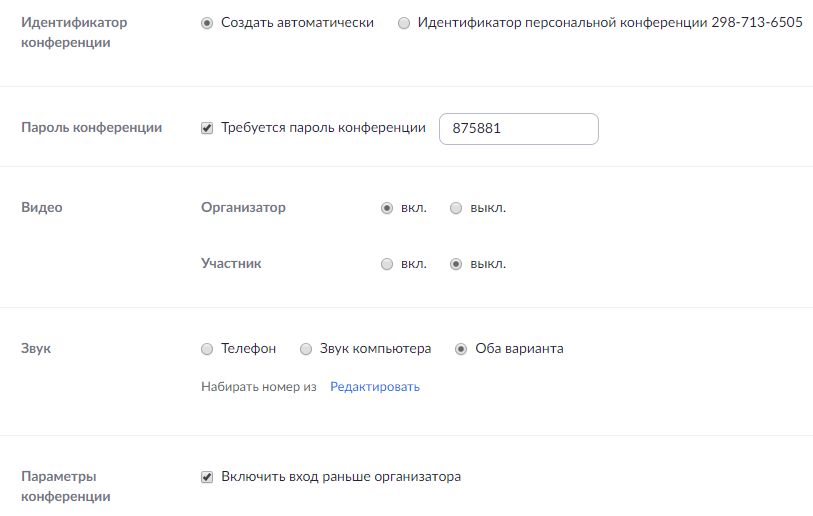 Идентификатор конференции
Создать автоматически
Идентификатор персональной конференции 298-713-6505
Пароль конференции
Требуется пароль конференции
875881
Видео
Организатор
вкл.
выкл.
Участник
вкл.
выкл.
Звук
Телефон
Звук компьютера
Оба варианта
Набирать номер из
Редактировать
Параметры конференции
Включить вход раньше организатора